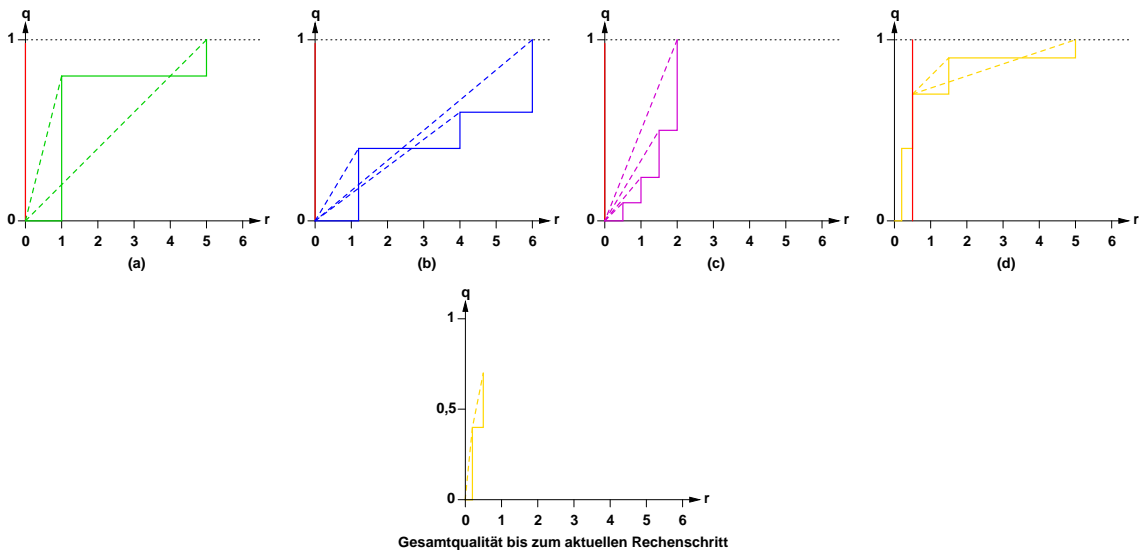 q q q q
1 1 1 1
0 0 0 0
r r r r
0 1 2 3 4 5 6 0 1 2 3 4 5 6 0 1 2 3 4 5 6 0 1 2 3 4 5 6
(a) (b) (c) (d)
q
1
0,5
0
r
0 1 2 3 4 5 6
Gesamtqualität bis zum aktuellen Rechenschritt